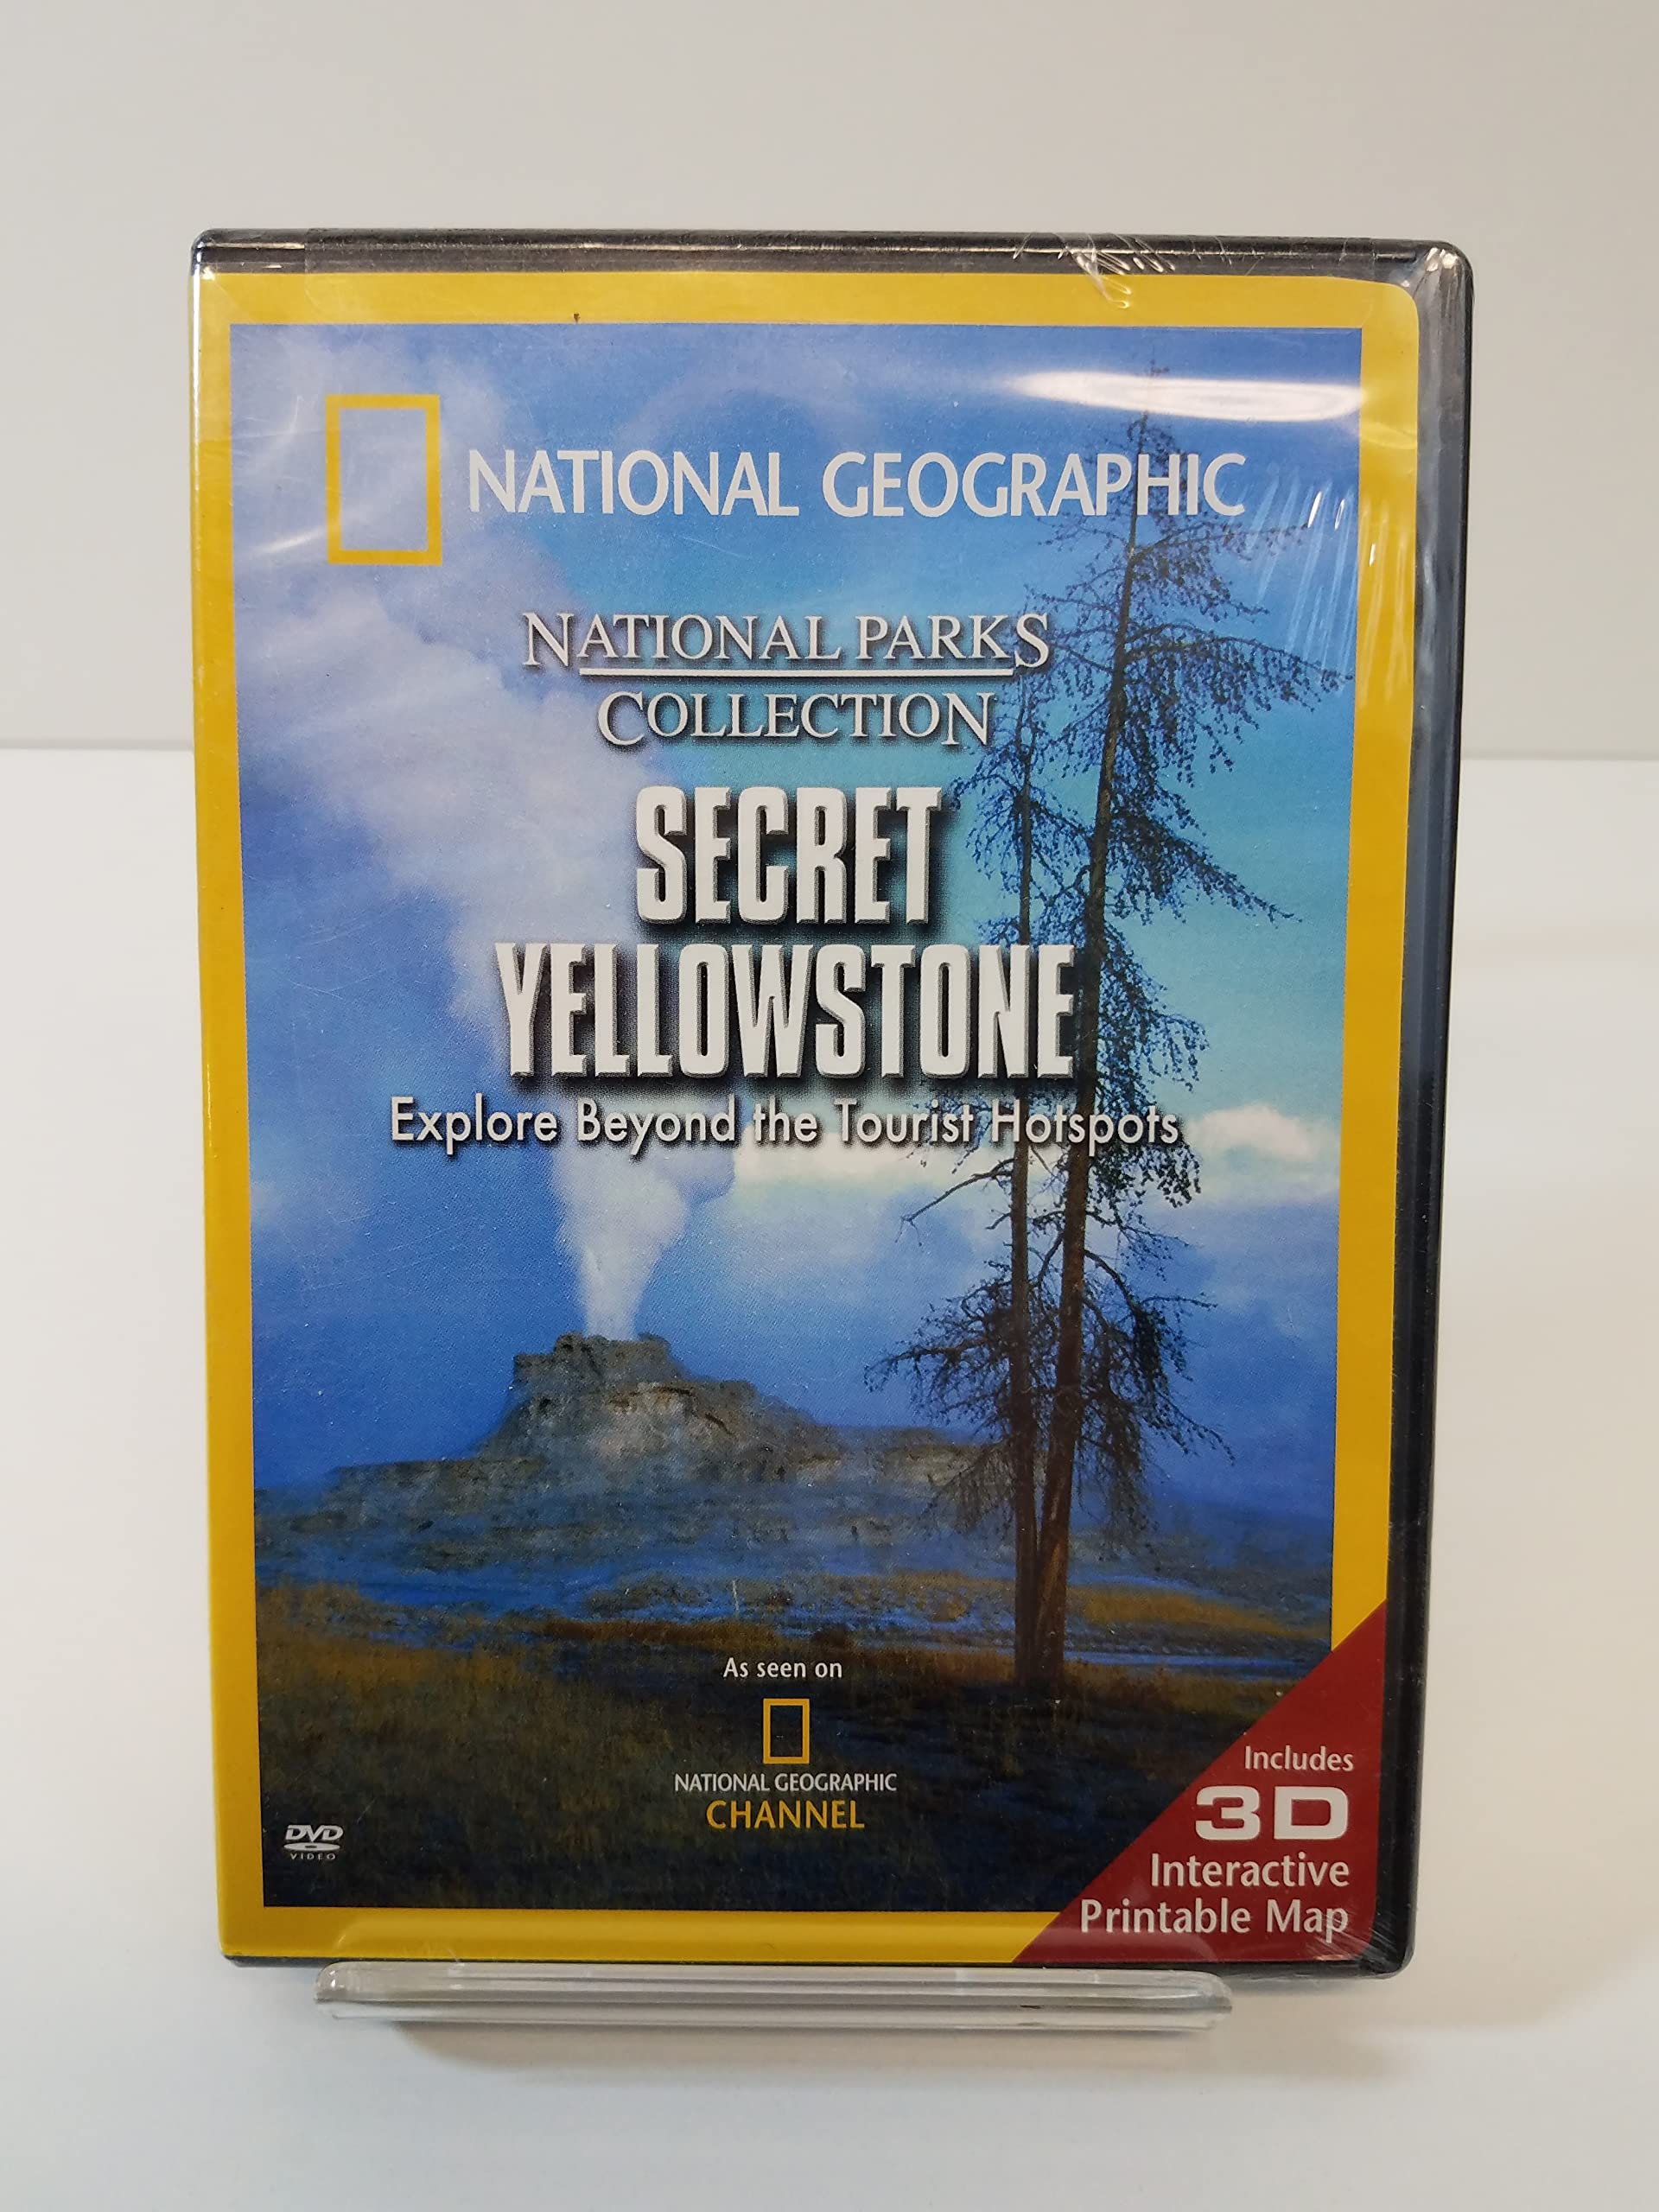 NATIONAL GEOGRAPHIC
NATIONAL PARKS
COLLECTION
SECRET
YELLOWSTONE
Explore Beyond the Tourist Hotspots
As seen on
NATIONAL GEOGRAPHIC
CHANNEL
DVD
VIDEO
Includes
3D
Interactive
Printable Map